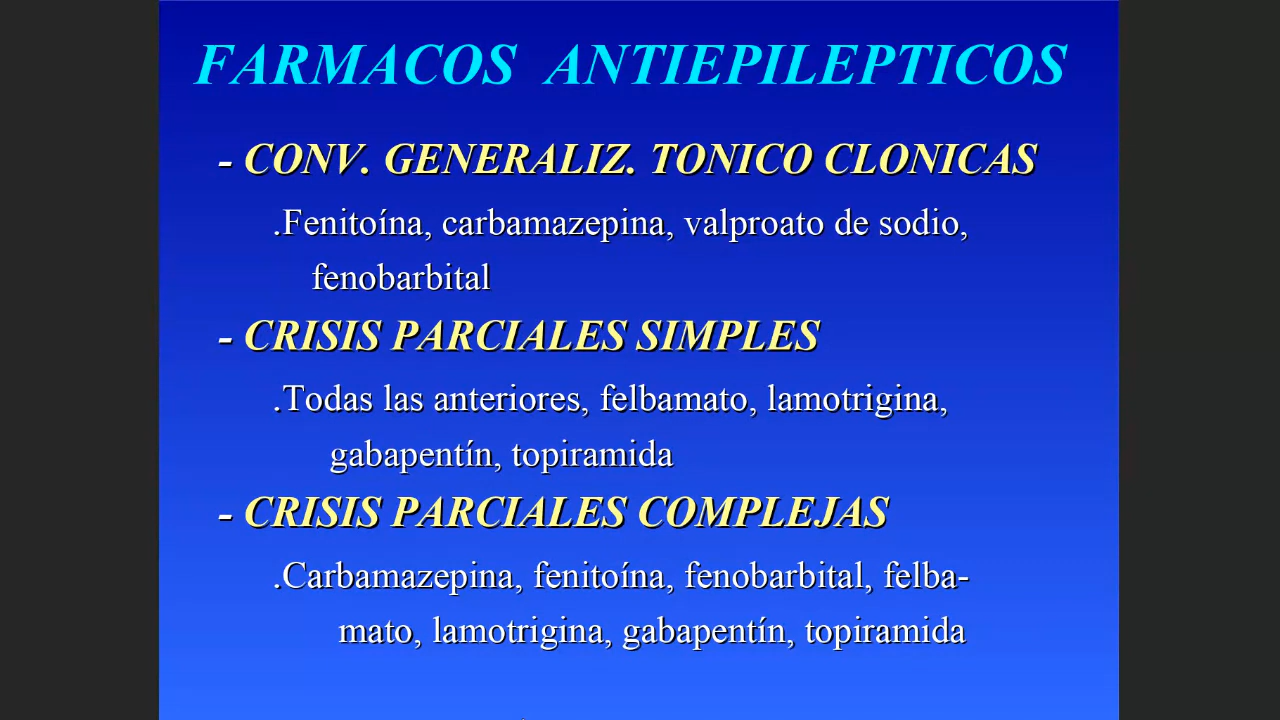 FARMACOS ANTIEPILEPTICOS
- CONV. GENERALIZ. TONICO CLONICAS
.Fenitoína, carbamazepina, valproato de sodio,
fenobarbital
- CRISIS PARCIALES SIMPLES
.Todas las anteriores, felbamato, lamotrigina,
gabapentín, topiramida
- CRISIS PARCIALES COMPLEJAS
.Carbamazepina, fenitoína, fenobarbital, felba-
mato, lamotrigina, gabapentín, topiramida